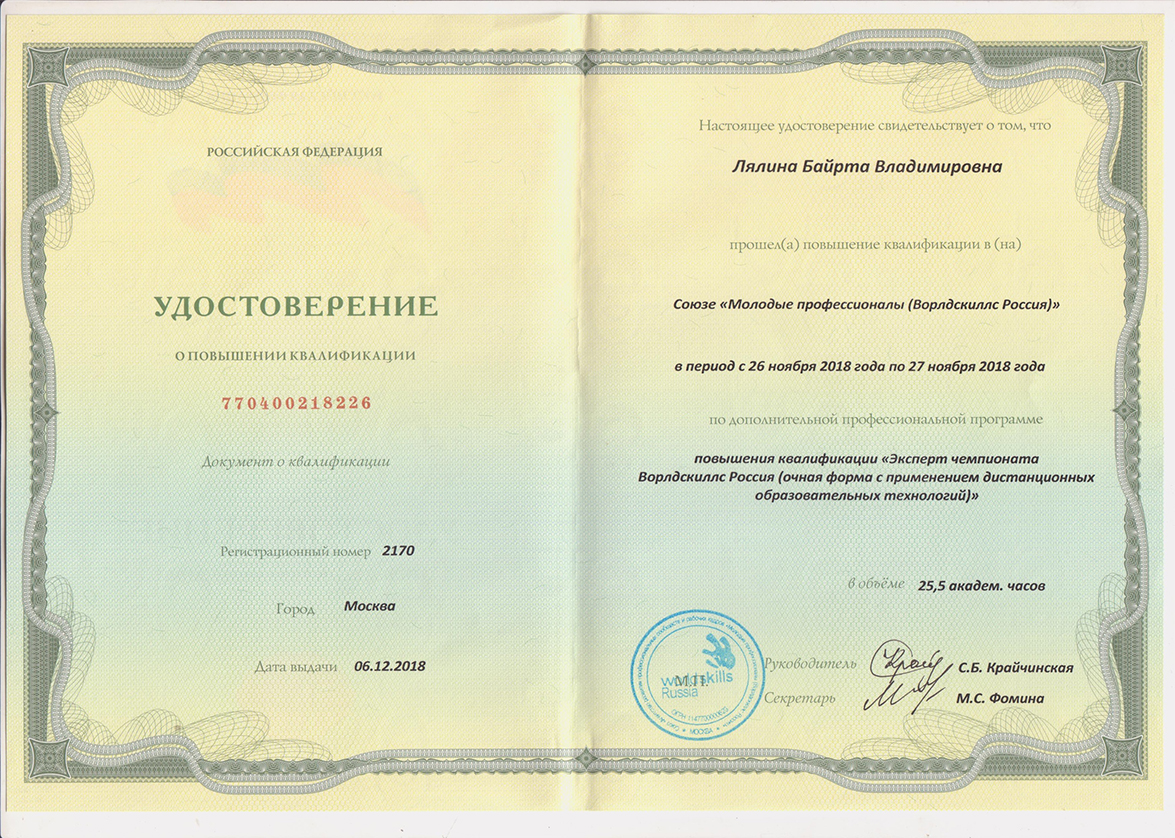 РОССИЙСКАЯ ФЕДЕРАЦИЯ
УДОСТОВЕРЕНИЕ
О ПОВЫШЕНИИ КВАЛИФИКАЦИИ
770400218226
Документ о квалификации
Регистрационный номер 2170
Город Москва
Дата выдачи 06.12.2018
Настоящее удостоверение свидетельствует о том, что
Лялина Байрта Владимировна
прошел(а) повышение квалификации в (на)
Союзе «Молодые профессионалы (Ворлдскиллс Россия)»
в период с 26 ноября 2018 года по 27 ноября 2018 года
по дополнительной профессиональной программе
повышения квалификации «Эксперт чемпионата
Ворлдскиллс Россия (очная форма с применением дистанционных
образовательных технологий)»
в объёме 25,5 академ. часов
Руководитель С.Б. Крайчинская
М.П.
Секретарь М.С. Фомина
worldskills
Russia
МОСКВА